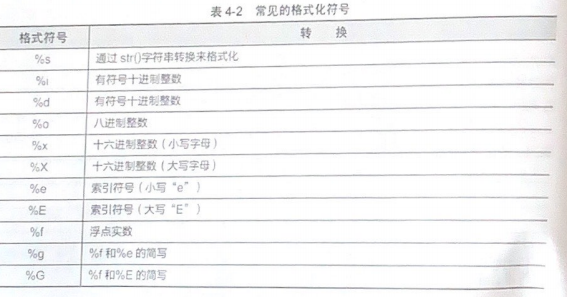 表 4-2 常见的格式化符号
格式符号 转 换
%s 通过 str()字符串转换来格式化
%i 有符号十进制整数
%d 有符号十进制整数
%o 八进制整数
%x 十六进制整数（小写字母）
%X 十六进制整数（大写字母）
%e 索引符号（小写“e”）
%E 索引符号（大写“E”）
%f 浮点实数
%g %f 和%e 的简写
%G %f 和%E 的简写